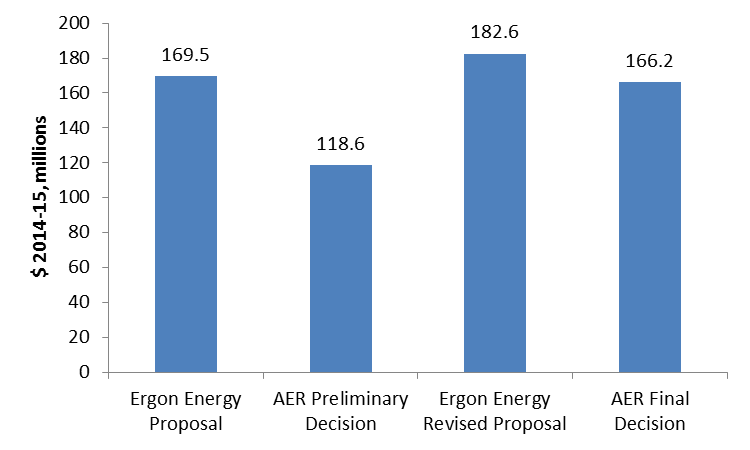 200
180
160
140
120
100
80
60
40
20
0
$ 2014-15, millions
169.5
118.6
182.6
166.2
Ergon Energy
Proposal
AER Preliminary
Decision
Ergon Energy
Revised Proposal
AER Final
Decision